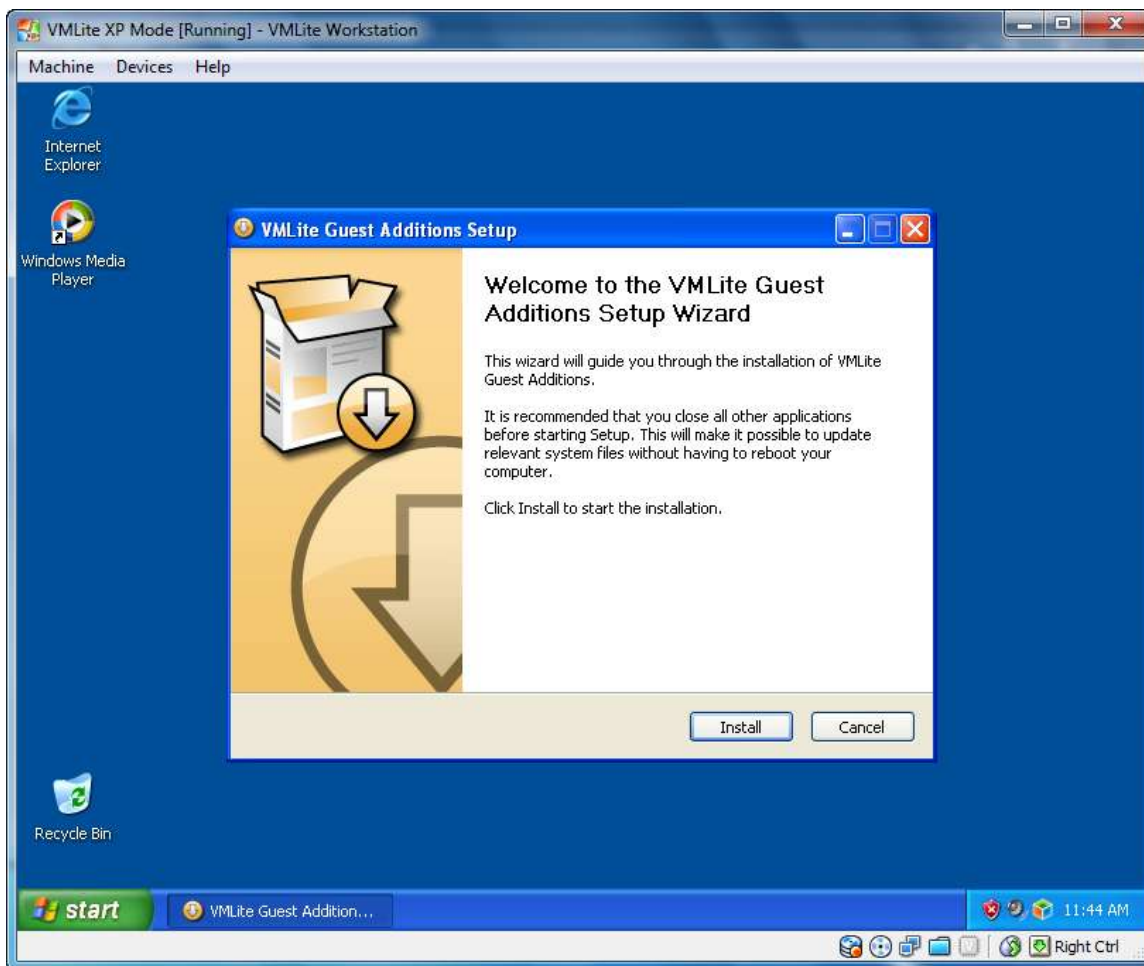 VMLite XP Mode [Running] - VMLite Workstation
Machine Devices Help
Internet
Explorer
Windows Media
Player
VMLite Guest Additions Setup
Welcome to the VMLite Guest
Additions Setup Wizard
This wizard will guide you through the installation of VMLite
Guest Additions.
It is recommended that you close all other applications
before starting Setup. This will make it possible to update
relevant system files without having to reboot your
computer.
Click Install to start the installation.
Install Cancel
Recycle Bin
start VMLite Guest Addition... 11:44 AM
Right Ctrl